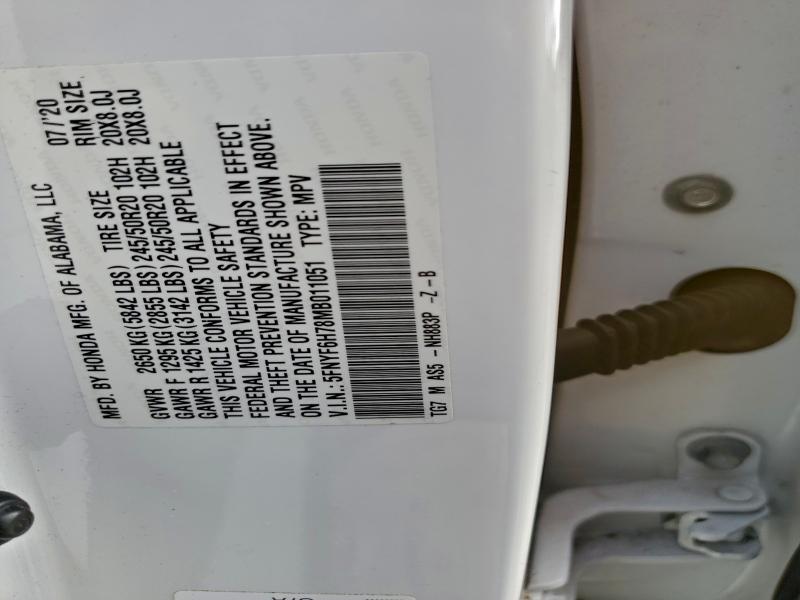 MFD. BY HONDA MFG. OF ALABAMA, LLC 07/'20
GVWR 2650 KG (5842 LBS) TIRE SIZE RIM SIZE
GAWR F 1295 KG (2855 LBS) 245/50R20 102H 20X8.0J
GAWR R 1425 KG (3142 LBS) 245/50R20 102H 20X8.0J
THIS VEHICLE CONFORMS TO ALL APPLICABLE
FEDERAL MOTOR VEHICLE SAFETY
AND THEFT PREVENTION STANDARDS IN EFFECT
ON THE DATE OF MANUFACTURE SHOWN ABOVE.
V.I.N.: 5FNYF6H78MB011051 TYPE: MPV
TG7 M AS5 - NH883P -Z -B
HONDA